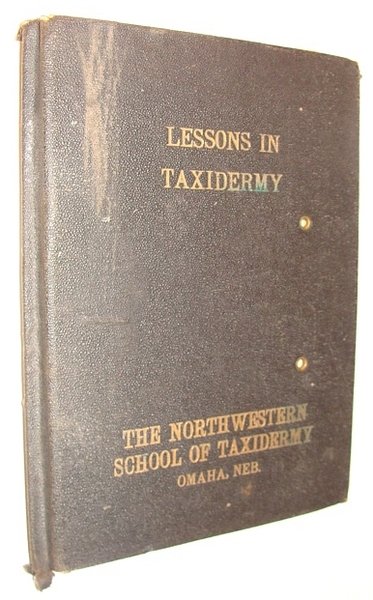 LESSONS IN
TAXIDERMY
THE NORTHWESTERN
SCHOOL OF TAXIDERMY
OMAHA, NEB.